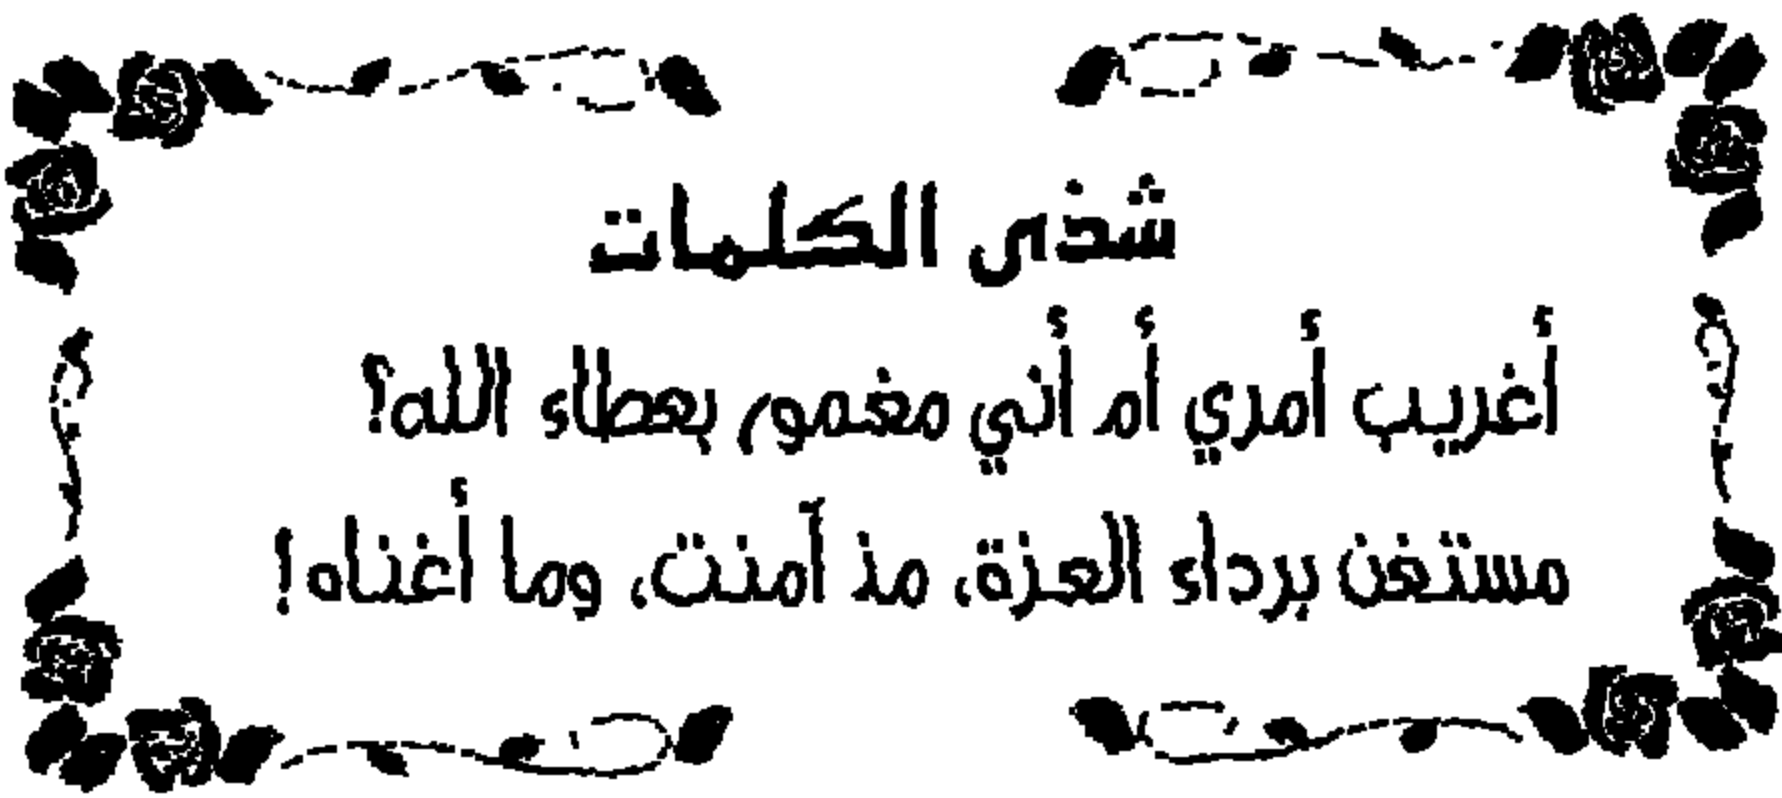 شذى الكلمات
أغريب أمري أم أني مغمور بعطاء الله؟
مستغن برداء العزة، مذ آمنت، وما أغناه!